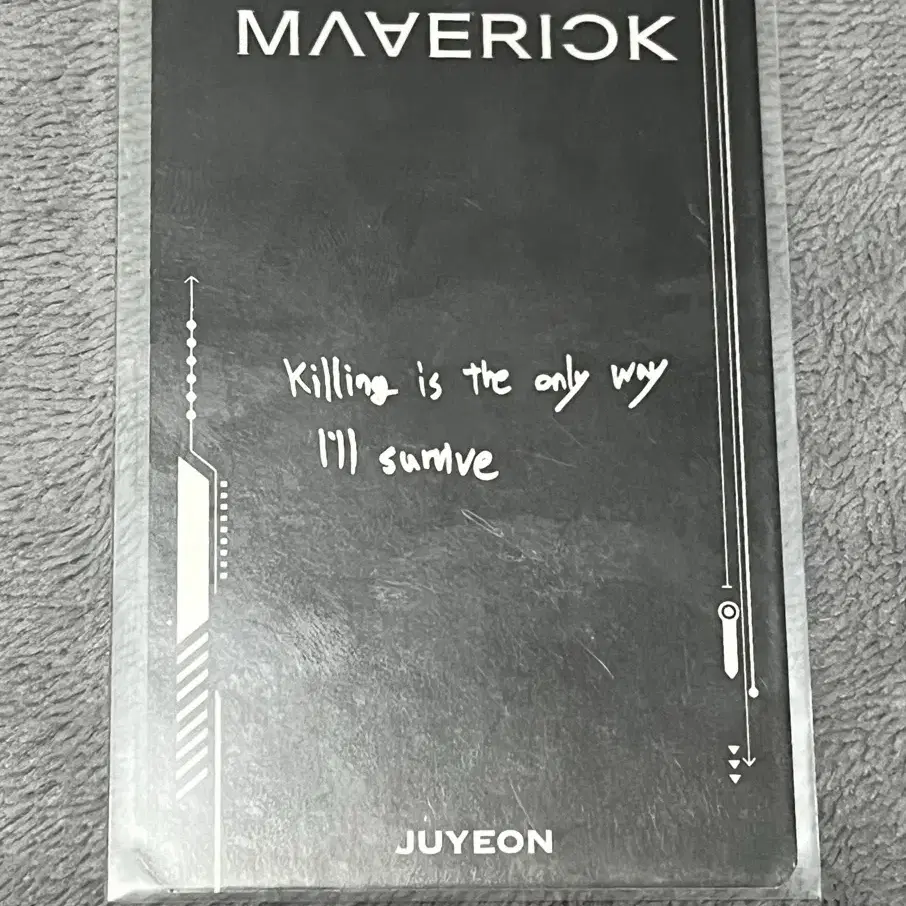 MAVERICK
Killing is the only way
I'll survive
JUYEON